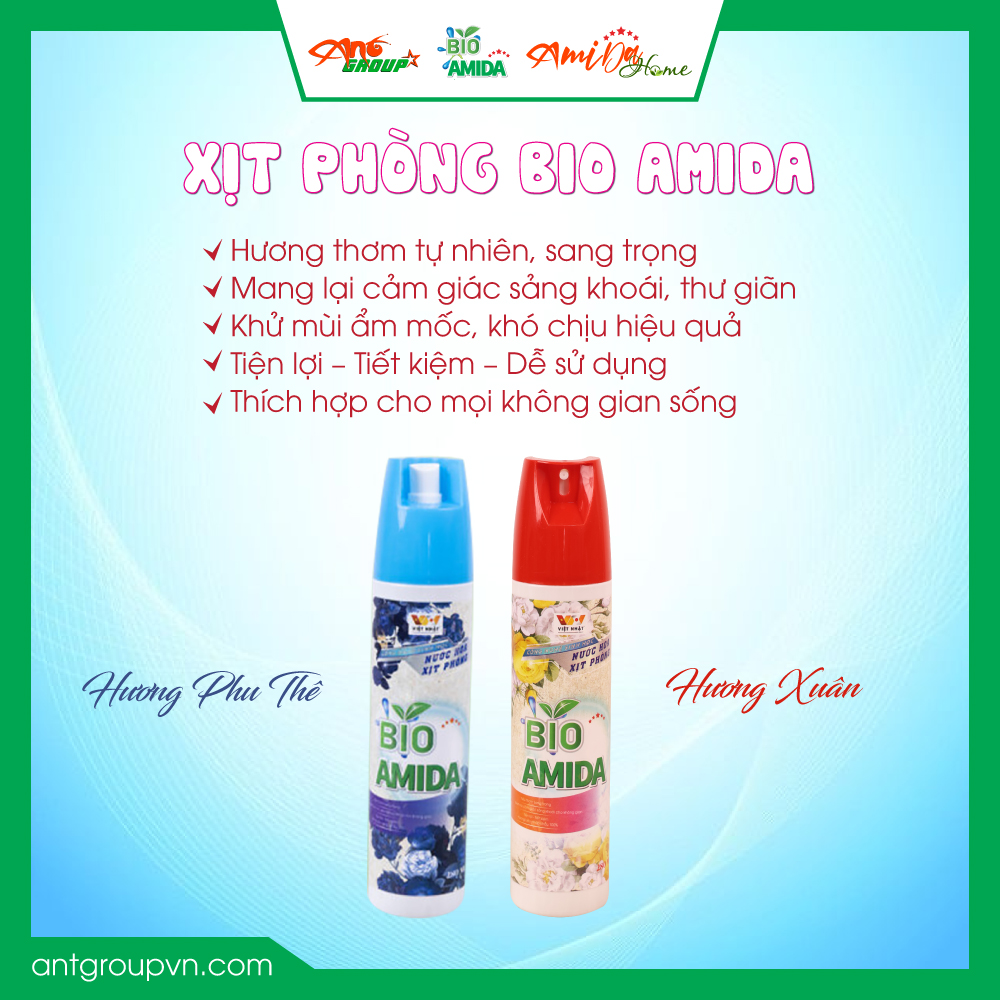 Ant GROUP
BIO AMIDA
AmiDa Home
XỊT PHÒNG BIO AMIDA
Hương thơm tự nhiên, sang trọng
Mang lại cảm giác sảng khoái, thư giãn
Khử mùi ẩm mốc, khó chịu hiệu quả
Tiện lợi – Tiết kiệm – Dễ sử dụng
Thích hợp cho mọi không gian sống
Hương Phu Thê
VIỆT NHẬT
NƯỚC HOA
XỊT PHÒNG
BIO
AMIDA
VIỆT NHẬT
NƯỚC HOA
XỊT PHÒNG
BIO
AMIDA
Hương Xuân
antgroupvn.com